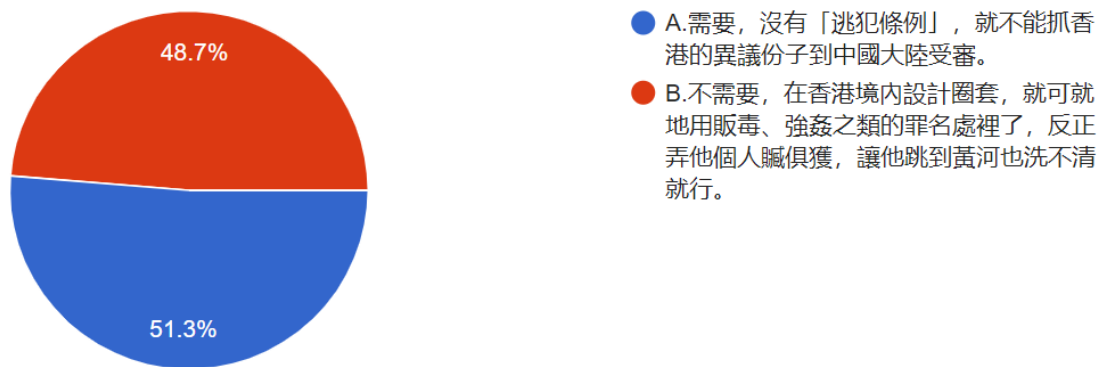 48.7%
51.3%
A.需要，沒有「逃犯條例」，就不能抓香
港的異議份子到中國大陸受審。
B.不需要，在香港境內設計圈套，就可就
地用販毒、強姦之類的罪名處裡了，反正
弄他個人贓俱獲，讓他跳到黃河也洗不清
就行。